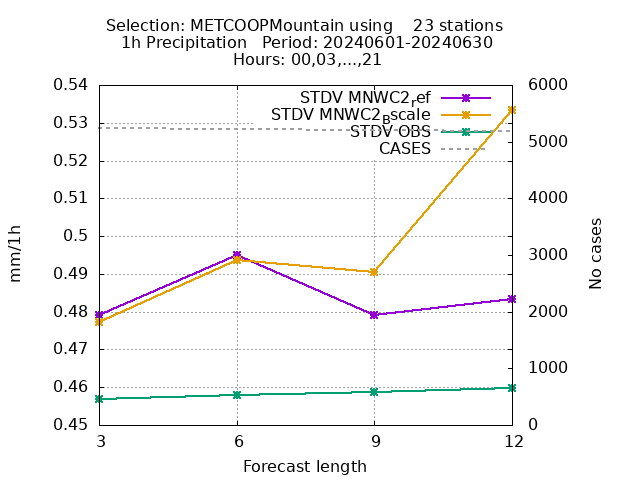 Selection: METCOOPMountain using    23 stations
1h Precipitation   Period: 20240601-20240630
Hours: 00,03,...,21
0.54
0.53
0.52
0.51
0.5
0.49
0.48
0.47
0.46
0.45
6000
5000
4000
3000
2000
1000
0
STDV MNWC2ref
STDV MNWC2Bscale
STDV OBS
CASES
mm/1h
No cases
3
6
9
12
Forecast length